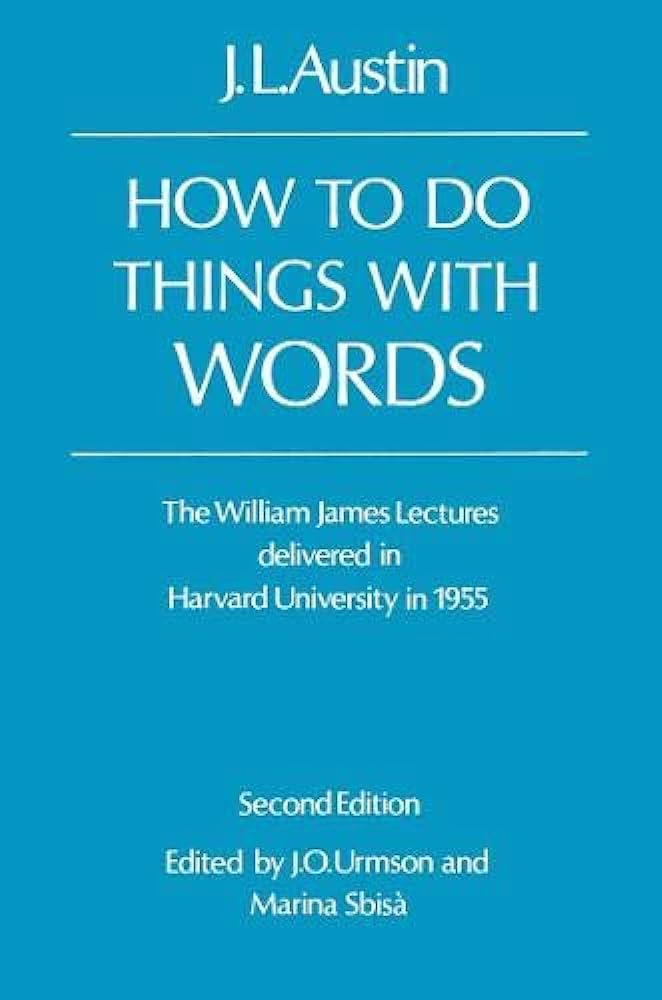 J.L.Austin
HOW TO DO
THINGS WITH
WORDS
The William James Lectures
delivered in
Harvard University in 1955
Second Edition
Edited by J.O.Urmson and
Marina Sbisà